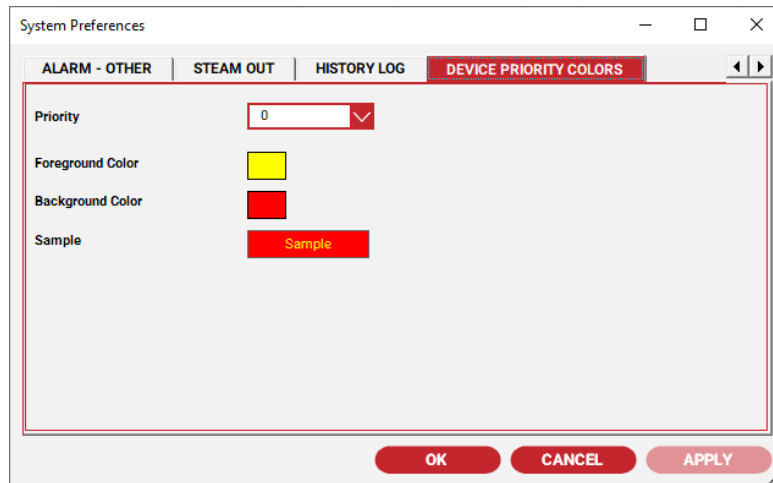 System Preferences
ALARM - OTHER STEAM OUT HISTORY LOG DEVICE PRIORITY COLORS
Priority 0
Foreground Color
Background Color
Sample Sample
OK CANCEL APPLY